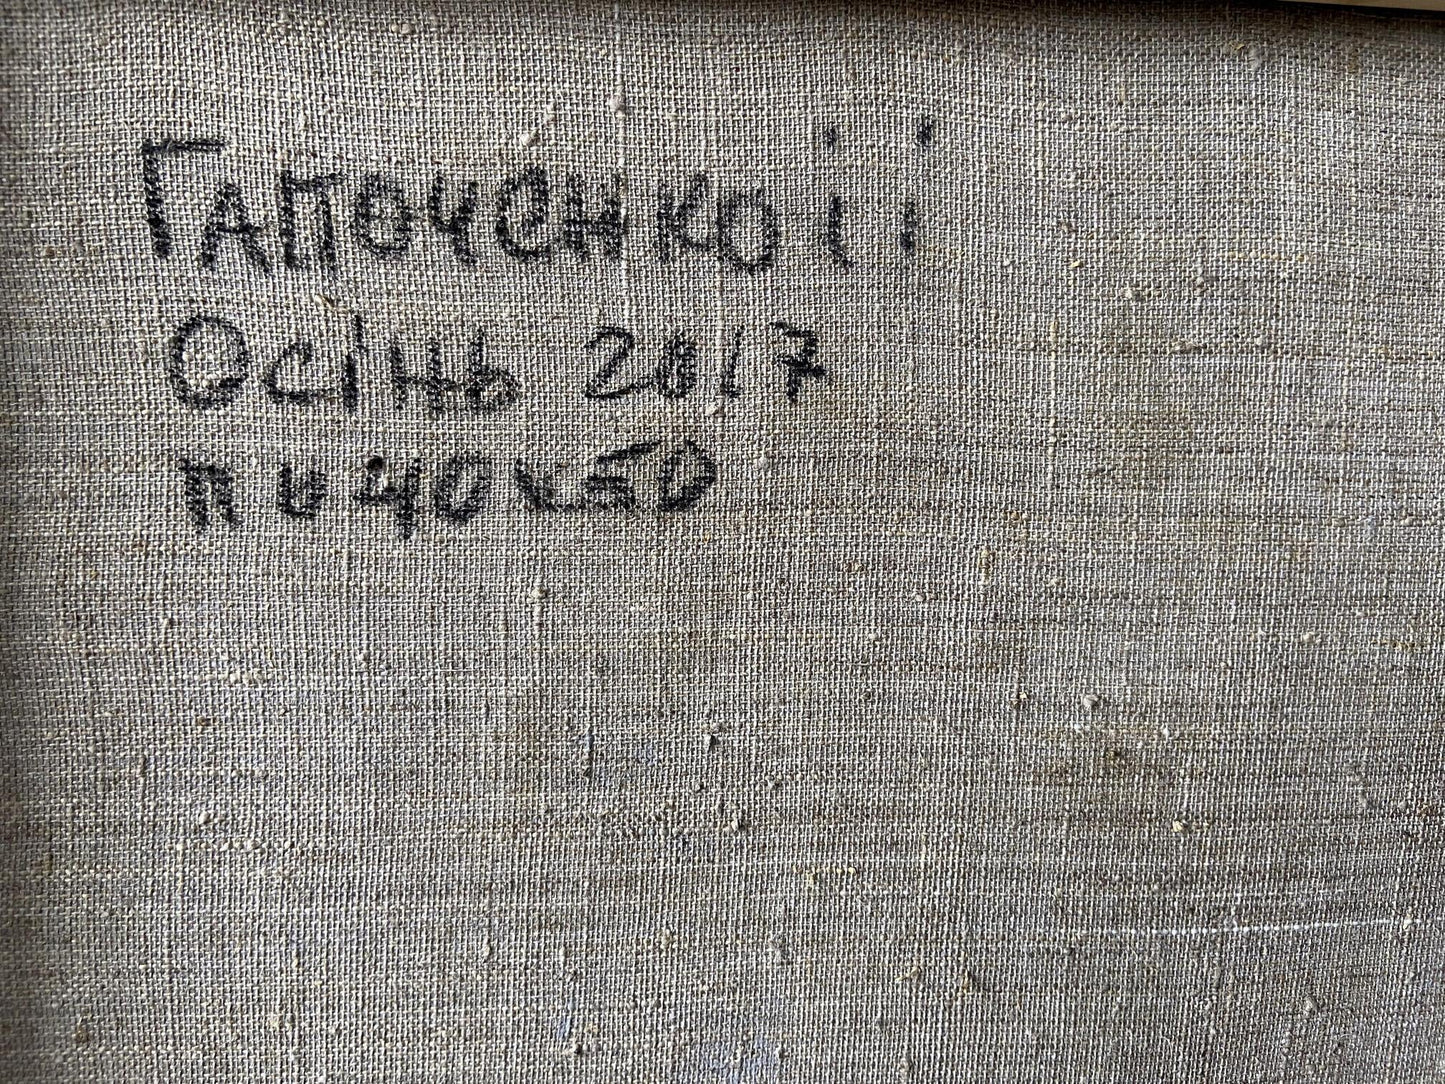 Гапоченко і і
Осінь 2017
п и 40х50